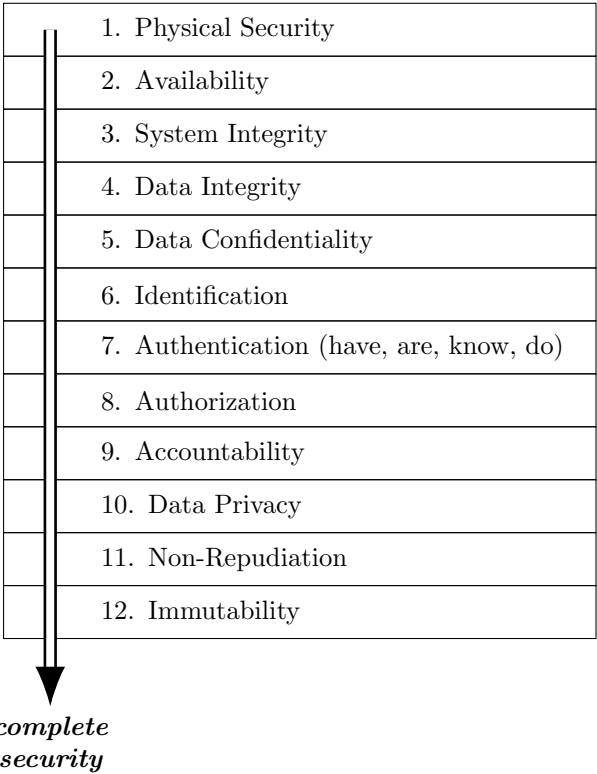 1. Physical Security
2. Availability
3. System Integrity
4. Data Integrity
5. Data Confidentiality
6. Identification
7. Authentication (have, are, know, do)
8. Authorization
9. Accountability
10. Data Privacy
11. Non-Repudiation
12. Immutability
complete
security